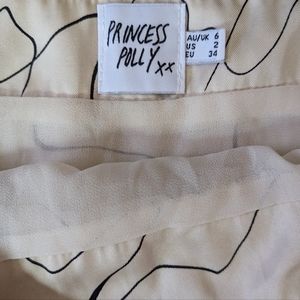 PRINCESS
POLLY xx
AU/UK 6
US 2
EU 34